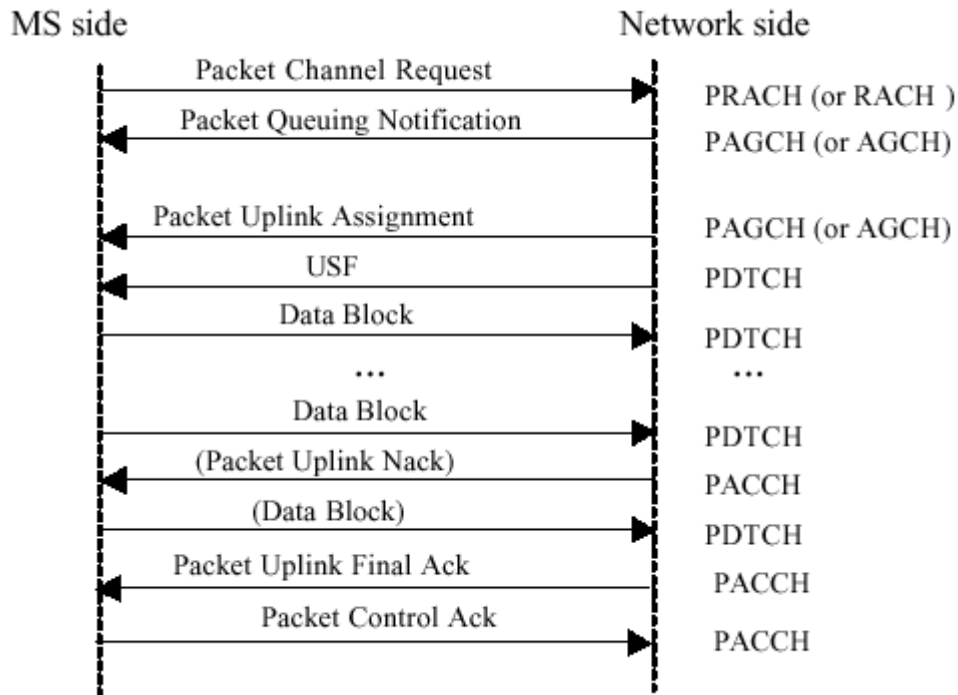 MS side
Network side
Packet Channel Request
PRACH (or RACH )
Packet Queuing Notification
PAGCH (or AGCH)
Packet Uplink Assignment
PAGCH (or AGCH)
USF
PDTCH
Data Block
PDTCH
...
...
Data Block
PDTCH
(Packet Uplink Nack)
PACCH
(Data Block)
PDTCH
Packet Uplink Final Ack
PACCH
Packet Control Ack
PACCH